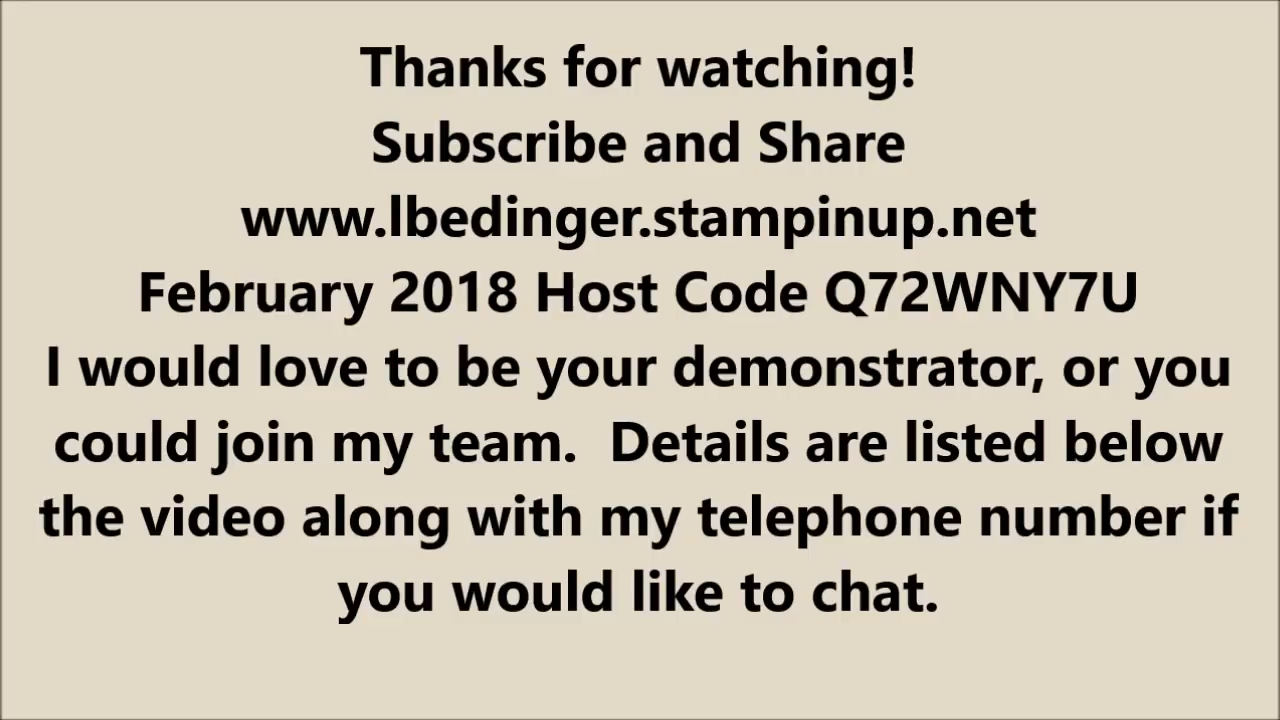 Thanks for watching!
Subscribe and Share
www.lbedinger.stampinup.net
February 2018 Host Code Q72WNY7U
I would love to be your demonstrator, or you
could join my team.  Details are listed below
the video along with my telephone number if
you would like to chat.